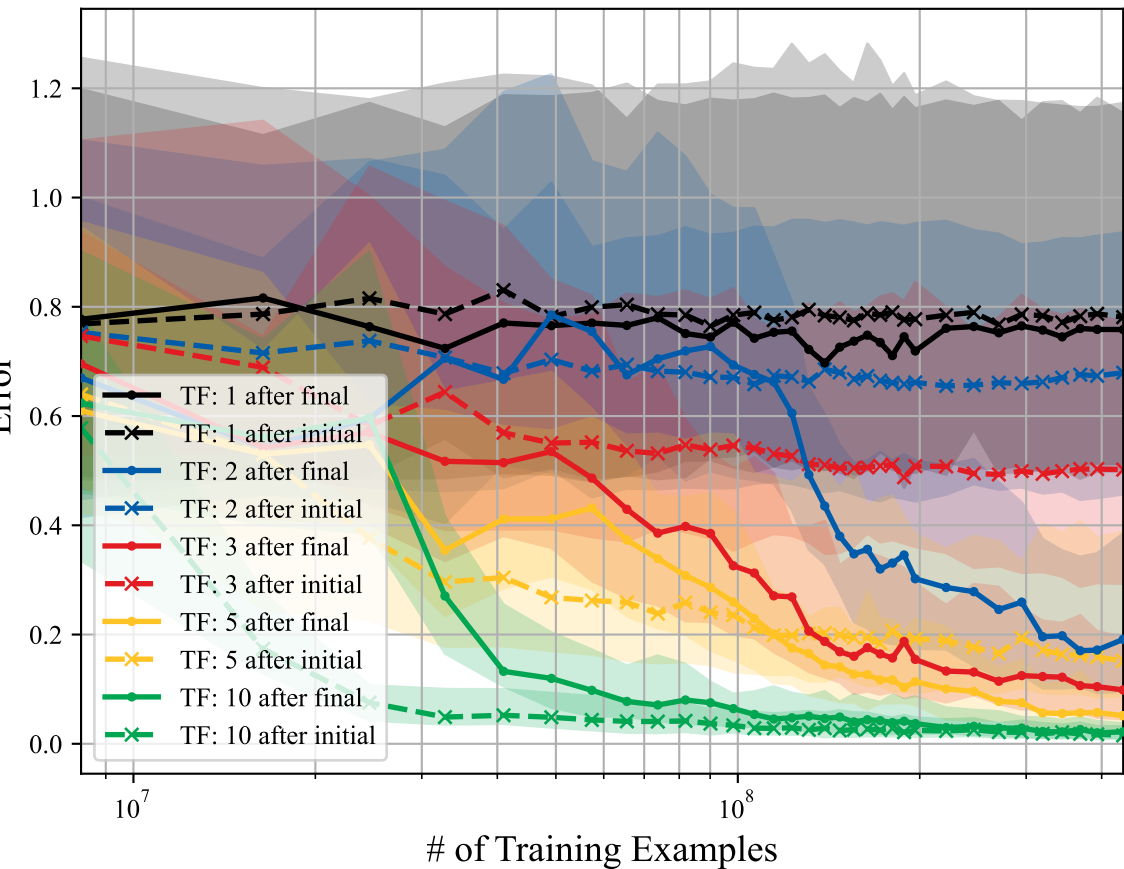 1.2
1.0
0.8
0.6
0.4
0.2
0.0
TF: 1 after final
TF: 1 after initial
TF: 2 after final
TF: 2 after initial
TF: 3 after final
TF: 3 after initial
TF: 5 after final
TF: 5 after initial
TF: 10 after final
TF: 10 after initial
10⁷ 10⁸
# of Training Examples